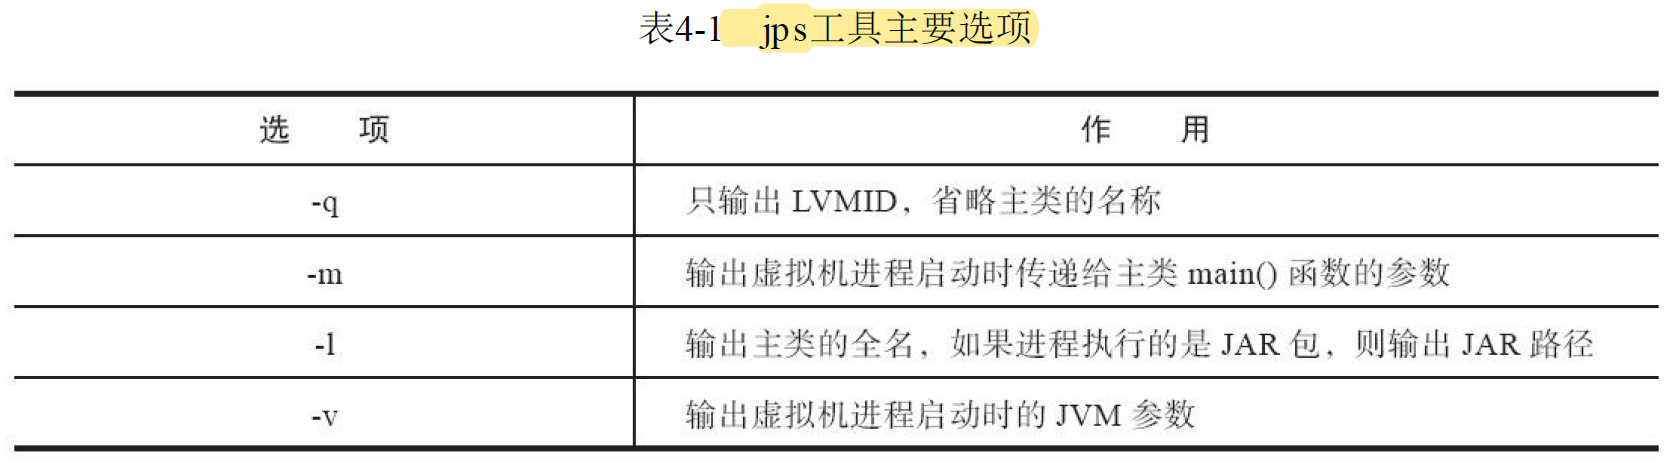 表4-1 jps工具主要选项
选 项 作 用
-q 只输出 LVMID，省略主类的名称
-m 输出虚拟机进程启动时传递给主类 main() 函数的参数
-l 输出主类的全名，如果进程执行的是 JAR 包，则输出 JAR 路径
-v 输出虚拟机进程启动时的 JVM 参数